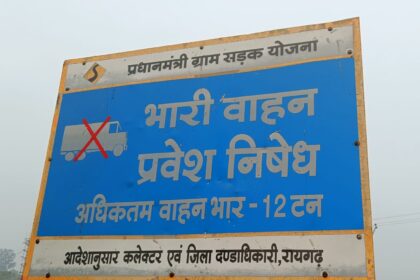 प्रधानमंत्री ग्राम सड़क योजना
भारी वाहन
प्रवेश निषेध
अधिकतम वाहन भार - 12 टन
आदेशानुसार कलेक्टर एवं जिला दण्डाधिकारी, रायगढ़